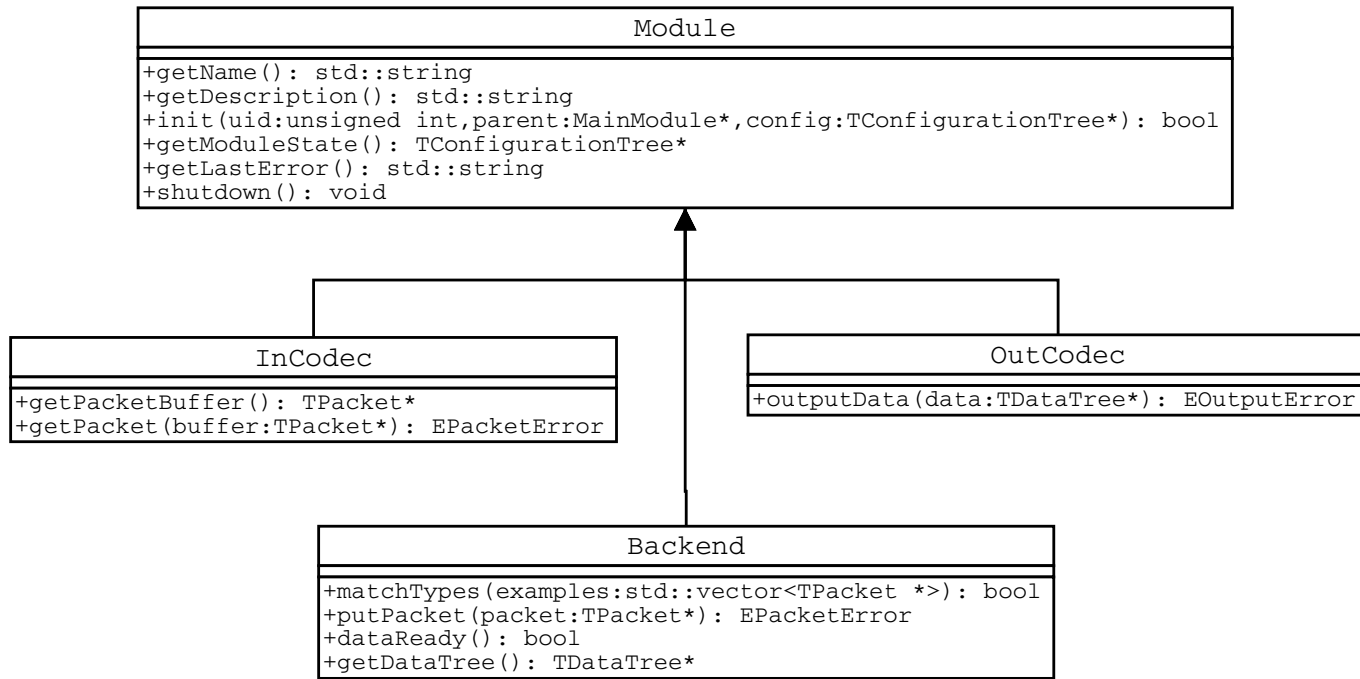 Module
+getName(): std::string
+getDescription(): std::string
+init(uid:unsigned int,parent:MainModule*,config:TConfigurationTree*): bool
+getModuleState(): TConfigurationTree*
+getLastError(): std::string
+shutdown(): void
InCodec
+getPacketBuffer(): TPacket*
+getPacket(buffer:TPacket*): EPacketError
OutCodec
+outputData(data:TDataTree*): EOutputError
Backend
+matchTypes(examples:std::vector<TPacket *>): bool
+putPacket(packet:TPacket*): EPacketError
+dataReady(): bool
+getDataTree(): TDataTree*